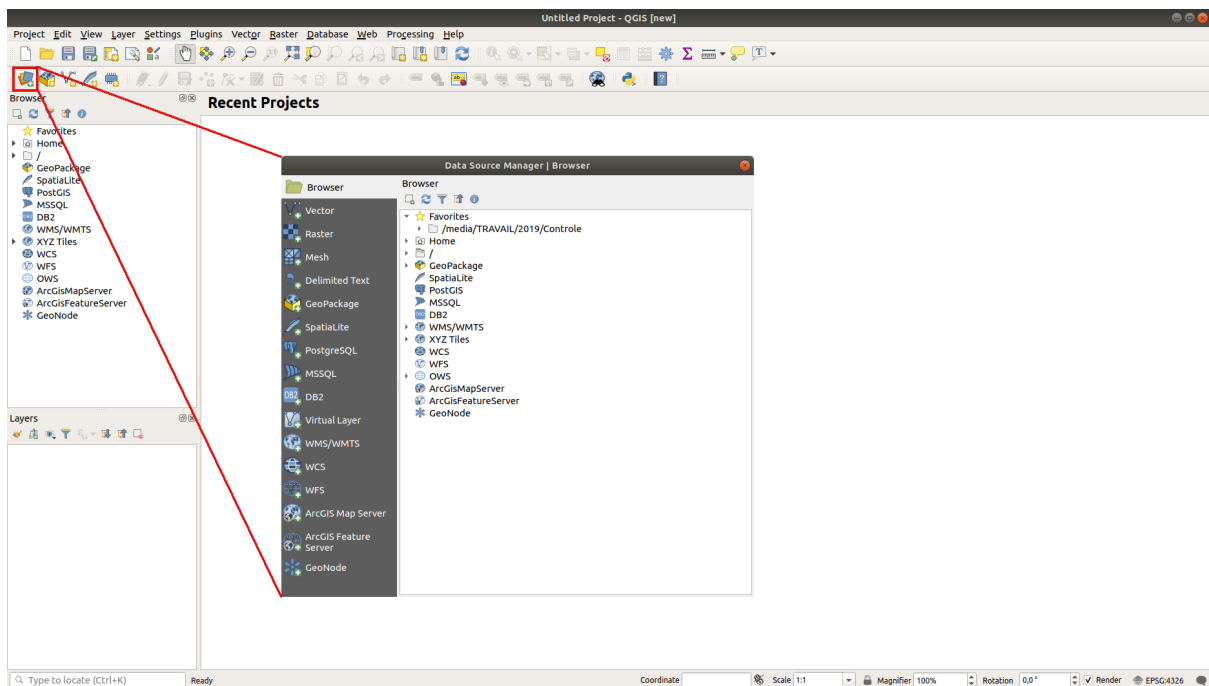 Untitled Project - QGIS [new]
Project Edit View Layer Settings Plugins Vector Raster Database Web Processing Help
Browser
Favorites
Home
/
GeoPackage
SpatiaLite
PostGIS
MSSQL
DB2
WMS/WMTS
XYZ Tiles
WCS
WFS
OWS
ArcGisMapServer
ArcGisFeatureServer
GeoNode
Layers
Recent Projects
Data Source Manager | Browser
Browser
Vector
Raster
Mesh
Delimited Text
GeoPackage
SpatiaLite
PostgreSQL
MSSQL
DB2
Virtual Layer
WMS/WMTS
WCS
WFS
ArcGIS Map Server
ArcGIS Feature
Server
GeoNode
Browser
Favorites
/media/TRAVAIL/2019/Controle
Home
/
GeoPackage
SpatiaLite
PostGIS
MSSQL
DB2
WMS/WMTS
XYZ Tiles
WCS
WFS
OWS
ArcGisMapServer
ArcGisFeatureServer
GeoNode
Type to locate (Ctrl+K) Ready Coordinate Scale 1:1 Magnifier 100% Rotation 0,0 ° Render EPSG:4326